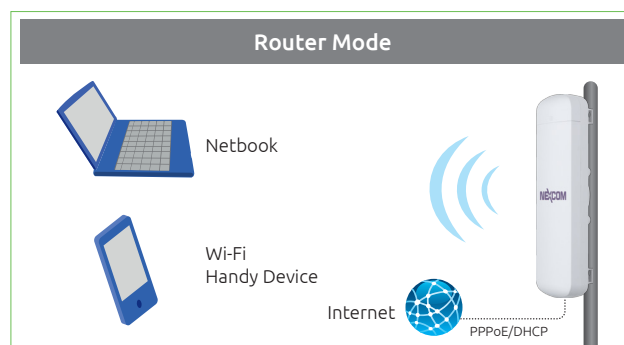 Router Mode
Netbook
NEXCOM
Wi-Fi
Handy Device
Internet
PPPoE/DHCP